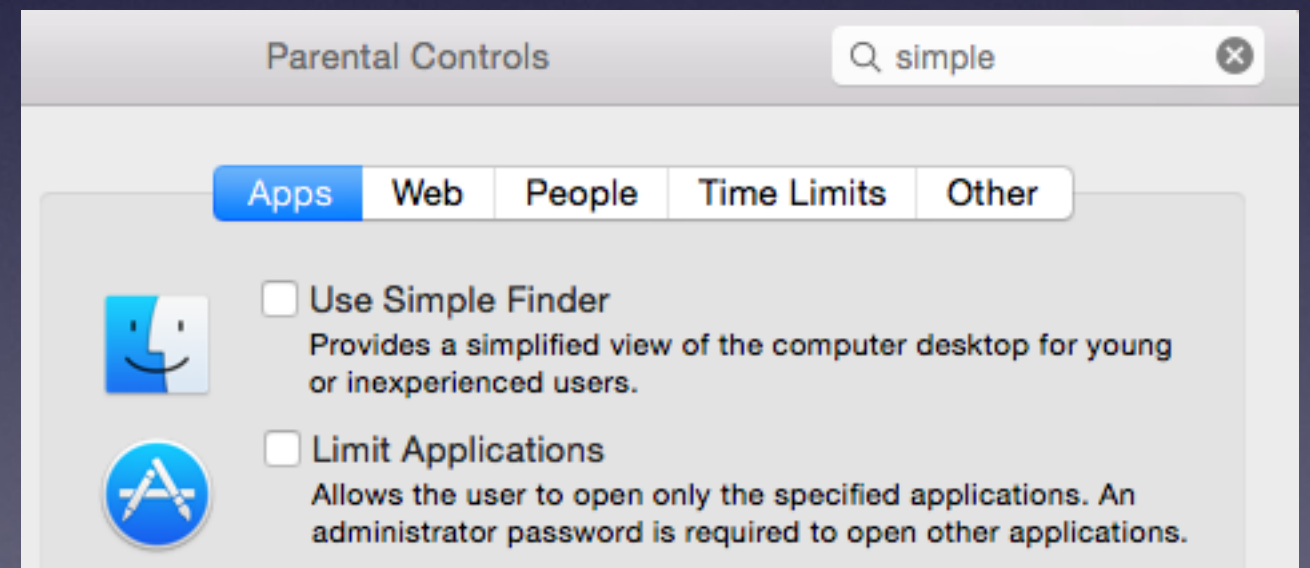 Parental Controls
simple
Apps Web People Time Limits Other
Use Simple Finder
Provides a simplified view of the computer desktop for young
or inexperienced users.
Limit Applications
Allows the user to open only the specified applications. An
administrator password is required to open other applications.